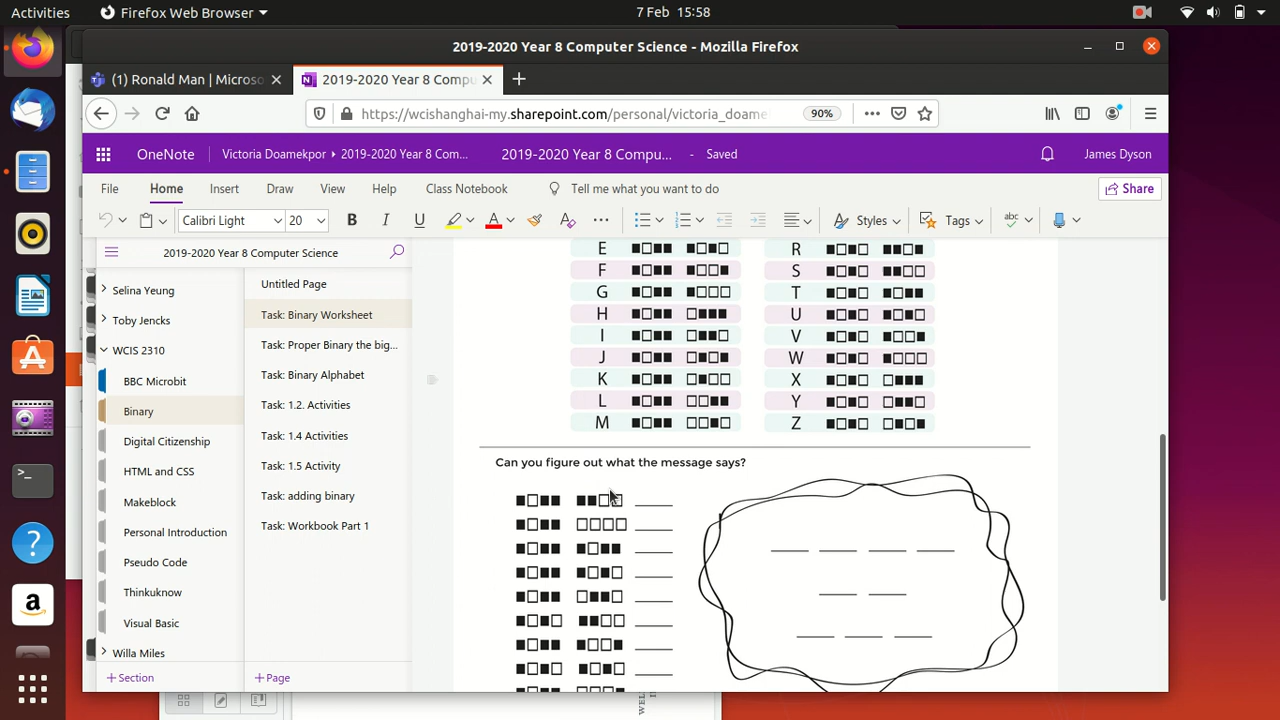 Activities
Firefox Web Browser
7 Feb 15:58
2019-2020 Year 8 Computer Science - Mozilla Firefox
(1) Ronald Man | Microso
2019-2020 Year 8 Compu
https://wcishanghai-my.sharepoint.com/personal/victoria_doame
90%
OneNote
Victoria Doamekpor
2019-2020 Year 8 Com...
2019-2020 Year 8 Compu... - Saved
James Dyson
File
Home
Insert
Draw
View
Help
Class Notebook
Tell me what you want to do
Share
Calibri Light
20
B
I
U
A
Styles
Tags
abc
2019-2020 Year 8 Computer Science
Selina Yeung
Toby Jencks
WCIS 2310
BBC Microbit
Binary
Digital Citizenship
HTML and CSS
Makeblock
Personal Introduction
Pseudo Code
Thinkuknow
Visual Basic
Willa Miles
+ Section
Untitled Page
Task: Binary Worksheet
Task: Proper Binary the big...
Task: Binary Alphabet
Task: 1.2. Activities
Task: 1.4 Activities
Task: 1.5 Activity
Task: adding binary
Task: Workbook Part 1
+ Page
E R
F S
G T
H U
I V
J W
K X
L Y
M Z
Can you figure out what the message says?
WEL